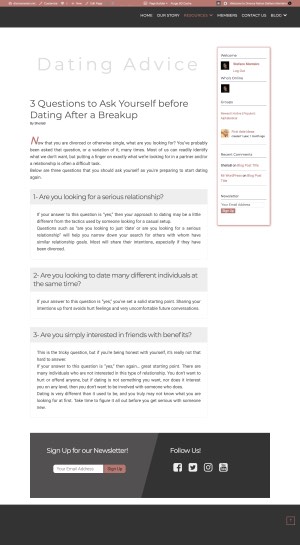 HOME OUR STORY RESOURCES MEMBERS CONTACT US BLOG
Dating Advice
3 Questions to Ask Yourself before
Dating After a Breakup
Now that you are divorced or otherwise single, what are you looking for? You've probably
been asked that question, or a variation of it, many times. Most of us can readily identify
what we don't want, but putting a finger on exactly what we're looking for in a partner and/or
a relationship is often a difficult task.
Below are three questions that you should ask yourself as you're preparing to start dating
again.
1- Are you looking for a serious relationship?
If your answer to this question is "yes," then your approach to dating may be a
little different from the tactics used by someone looking for a casual setup.
Questions such as "are you looking to just 'date' or are you looking for a serious
relationship" will help you narrow down your search for others with whom have
similar relationship goals. Most will share their intentions, especially if they have
been divorced.
2- Are you looking to date many different individuals at
the same time?
If your answer to this question is "yes," you've set a solid starting point. Sharing your
intentions up front avoids hurt feelings and very uncomfortable future conversations.
3- Are you simply interested in friends with benefits?
This is the tricky question, but if you're being honest with yourself, it's really not that
hard to answer.
If your answer to this question is "yes," then again... great starting point. There are
many individuals who are not interested in this type of relationship. You don't want to
hurt or offend anyone, but if dating is not something you want, nor does it interest
you on any level, then you don't want to be involved with someone who does.
Dating is very different than it used to be, and you truly may not know what you are
looking for at first. Take time to figure it all out before you get serious with someone
new.
Welcome
Log Out
Who's Online
Groups
Recent Comments
Newsletter
Your Email Address
Sign Up
Sign Up for our Newsletter!
Your Email Address
Sign Up
Follow Us!